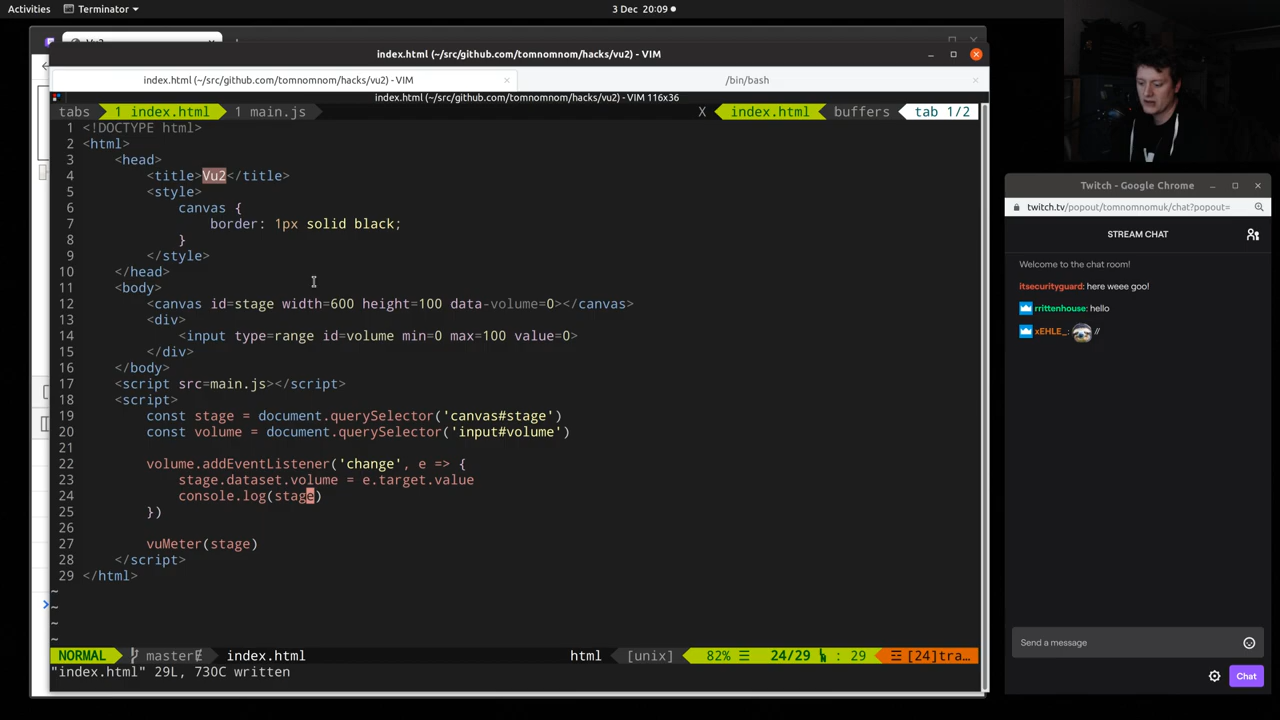 Activities
Terminator
3 Dec 20:09
index.html (~/src/github.com/tomnomnom/hacks/vu2) - VIM
index.html (~/src/github.com/tomnomnom/hacks/vu2) - VIM
/bin/bash
index.html (~/src/github.com/tomnomnom/hacks/vu2) - VIM 116x36
tabs 1 index.html 1 main.js X index.html buffers tab 1/2
1 <!DOCTYPE html>
2 <html>
3 <head>
4 <title>Vu2</title>
5 <style>
6 canvas {
7 border: 1px solid black;
8 }
9 </style>
10 </head>
11 <body>
12 <canvas id=stage width=600 height=100 data-volume=0></canvas>
13 <div>
14 <input type=range id=volume min=0 max=100 value=0>
15 </div>
16 </body>
17 <script src=main.js></script>
18 <script>
19 const stage = document.querySelector('canvas#stage')
20 const volume = document.querySelector('input#volume')
21
22 volume.addEventListener('change', e => {
23 stage.dataset.volume = e.target.value
24 console.log(stage)
25 })
26
27 vuMeter(stage)
28 </script>
29 </html>
~
~
~
~
NORMAL master index.html html [unix] 82% 24/29 : 29 [24]tra…
"index.html" 29L, 730C written
Twitch - Google Chrome
twitch.tv/popout/tomnomnomuk/chat?popout=
STREAM CHAT
Welcome to the chat room!
itsecurityguard: here weee goo!
rrittenhouse: hello
xEHLE_: //
Send a message
Chat